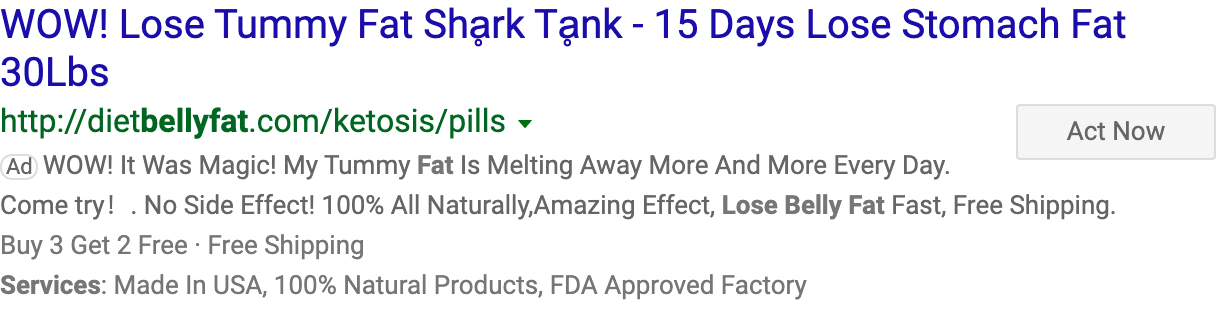 WOW! Lose Tummy Fat Shḁrk Tḁnk - 15 Days Lose Stomach Fat
30Lbs
http://dietbellyfat.com/ketosis/pills
Act Now
Ad WOW! It Was Magic! My Tummy Fat Is Melting Away More And More Every Day.
Come try！. No Side Effect! 100% All Naturally,Amazing Effect, Lose Belly Fat Fast, Free Shipping.
Buy 3 Get 2 Free · Free Shipping
Services: Made In USA, 100% Natural Products, FDA Approved Factory